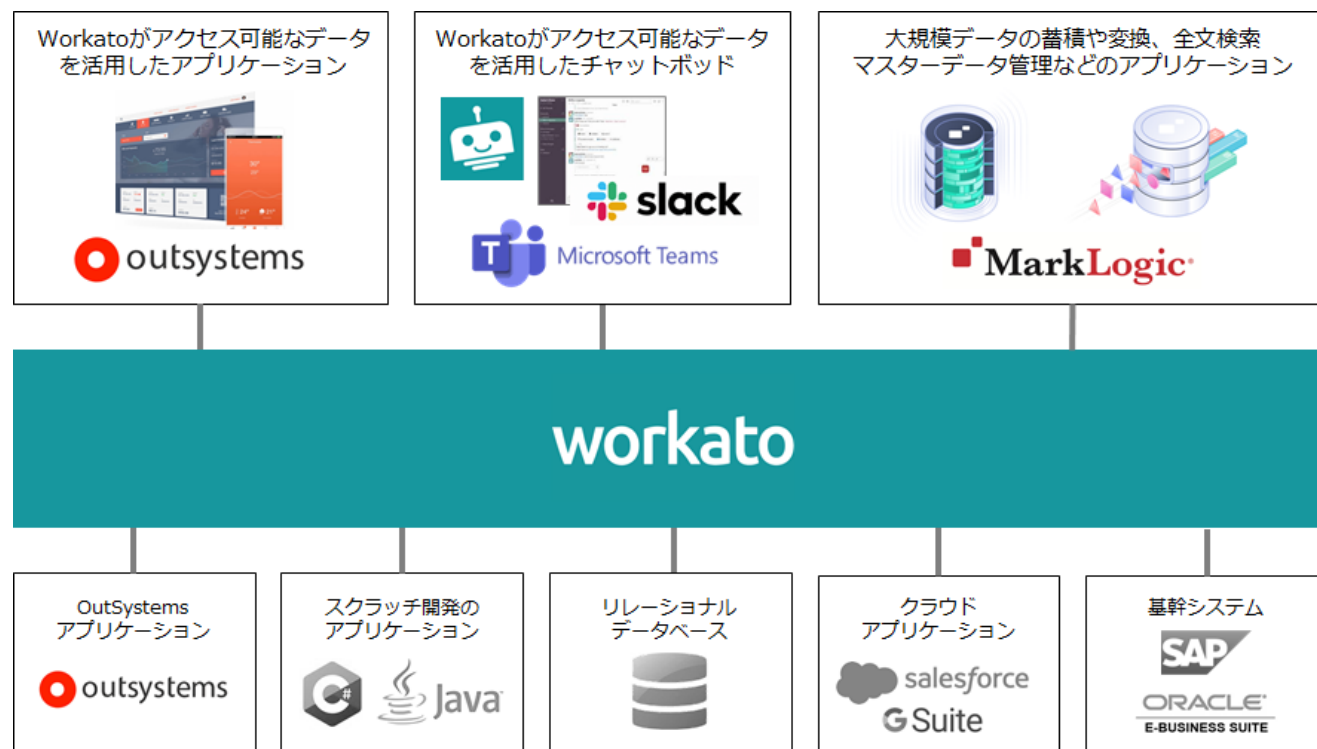 Workatoがアクセス可能なデータ
を活用したアプリケーション
outsystems
Workatoがアクセス可能なデータ
を活用したチャットボッド
slack
T
Microsoft Teams
大規模データの蓄積や変換、全文検索
マスターデータ管理などのアプリケーション
MarkLogic
workato
OutSystems
アプリケーション
outsystems
スクラッチ開発の
アプリケーション
C#
Java
リレーショナル
データベース
クラウド
アプリケーション
salesforce
G Suite
基幹システム
SAP
ORACLE
E-BUSINESS SUITE